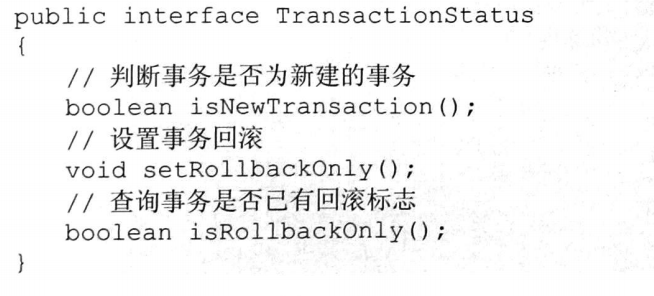 public interface TransactionStatus
{
// 判断事务是否为新建的事务
boolean isNewTransaction();
// 设置事务回滚
void setRollbackOnly();
// 查询事务是否已有回滚标志
boolean isRollbackOnly();
}